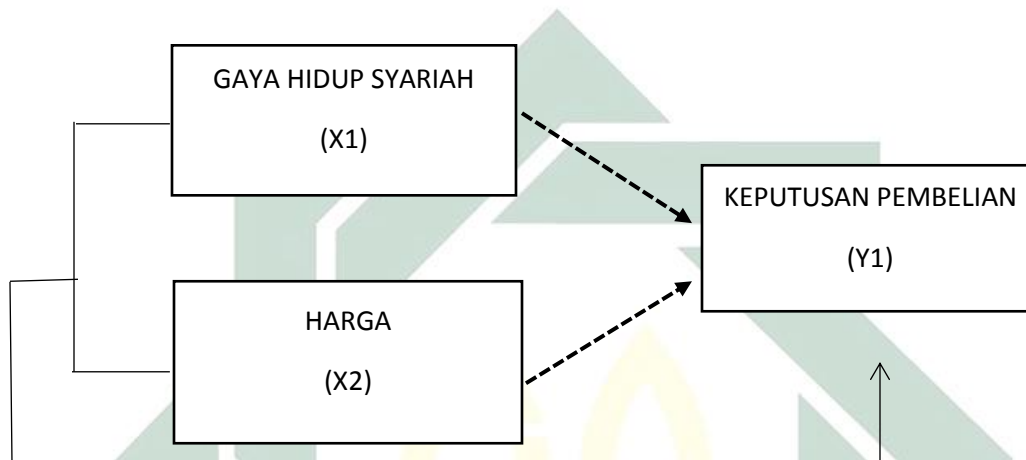 GAYA HIDUP SYARIAH
(X1)
KEPUTUSAN PEMBELIAN
(Y1)
HARGA
(X2)